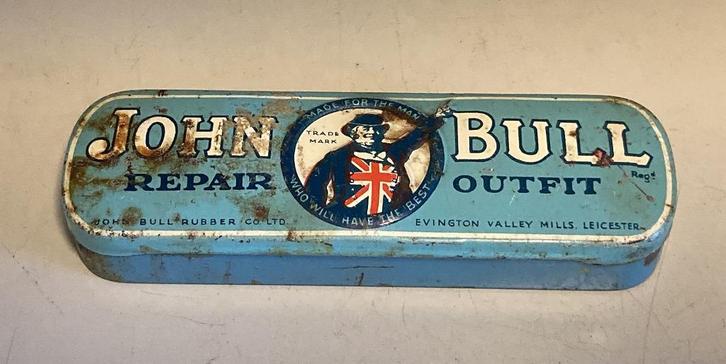 JOHN BULL
REPAIR OUTFIT
MADE FOR THE MAN
WHO WILL HAVE THE BEST
TRADE
MARK
Regd
JOHN BULL RUBBER CO. LTD.
EVINGTON VALLEY MILLS, LEICESTER.